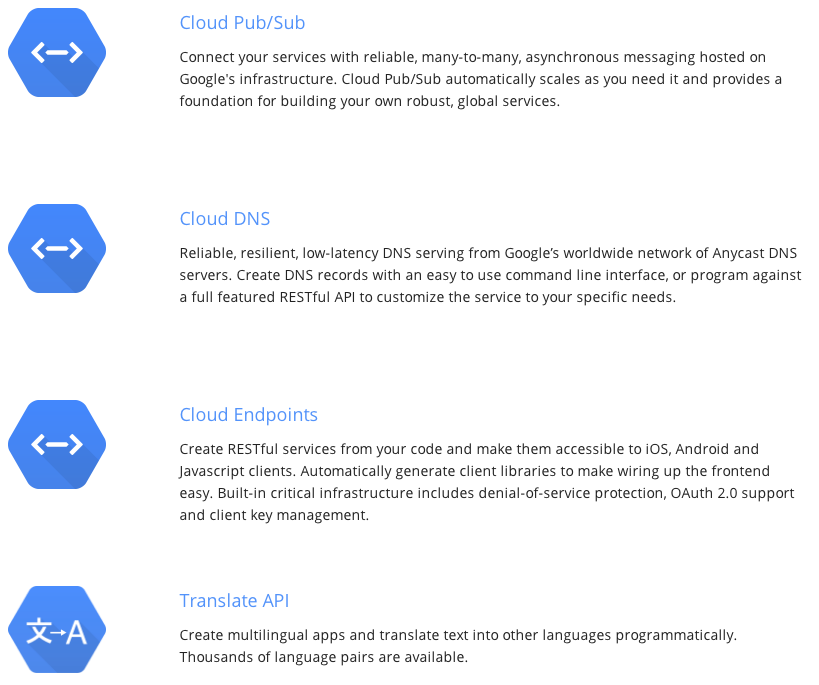 Cloud Pub/Sub
Connect your services with reliable, many-to-many, asynchronous messaging hosted on
Google's infrastructure. Cloud Pub/Sub automatically scales as you need it and provides a
foundation for building your own robust, global services.
Cloud DNS
Reliable, resilient, low-latency DNS serving from Google’s worldwide network of Anycast DNS
servers. Create DNS records with an easy to use command line interface, or program against
a full featured RESTful API to customize the service to your specific needs.
Cloud Endpoints
Create RESTful services from your code and make them accessible to iOS, Android and
Javascript clients. Automatically generate client libraries to make wiring up the frontend
easy. Built-in critical infrastructure includes denial-of-service protection, OAuth 2.0 support
and client key management.
文→A
Translate API
Create multilingual apps and translate text into other languages programmatically.
Thousands of language pairs are available.